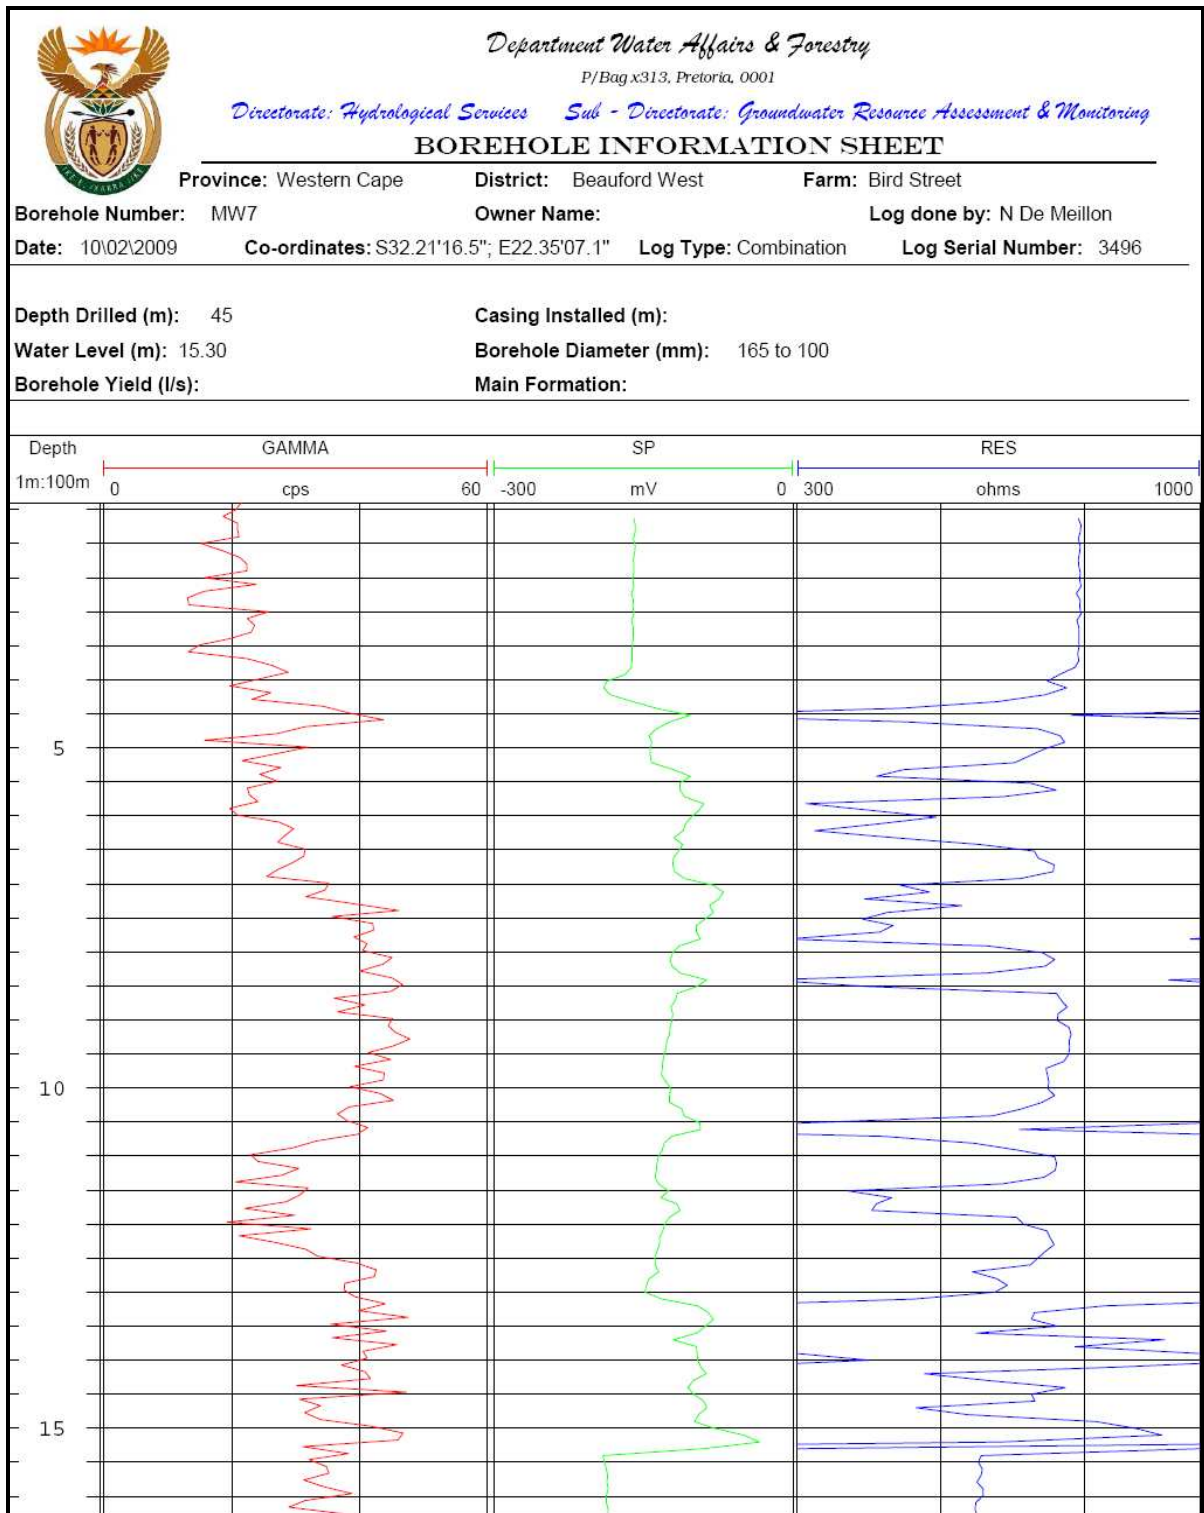 Department Water Affairs & Forestry
P/Bag x313, Pretoria, 0001
Directorate: Hydrological Services Sub - Directorate: Groundwater Resource Assessment & Monitoring
BOREHOLE INFORMATION SHEET
Province: Western Cape District: Beauford West Farm: Bird Street
Borehole Number: MW7 Owner Name: Log done by: N De Meillon
Date: 10\02\2009 Co-ordinates: S32.21'16.5"; E22.35'07.1" Log Type: Combination Log Serial Number: 3496
Depth Drilled (m): 45 Casing Installed (m):
Water Level (m): 15.30 Borehole Diameter (mm): 165 to 100
Borehole Yield (l/s): Main Formation:
Depth GAMMA SP RES
1m:100m 0 cps 60 -300 mV 0 300 ohms 1000
5
10
15